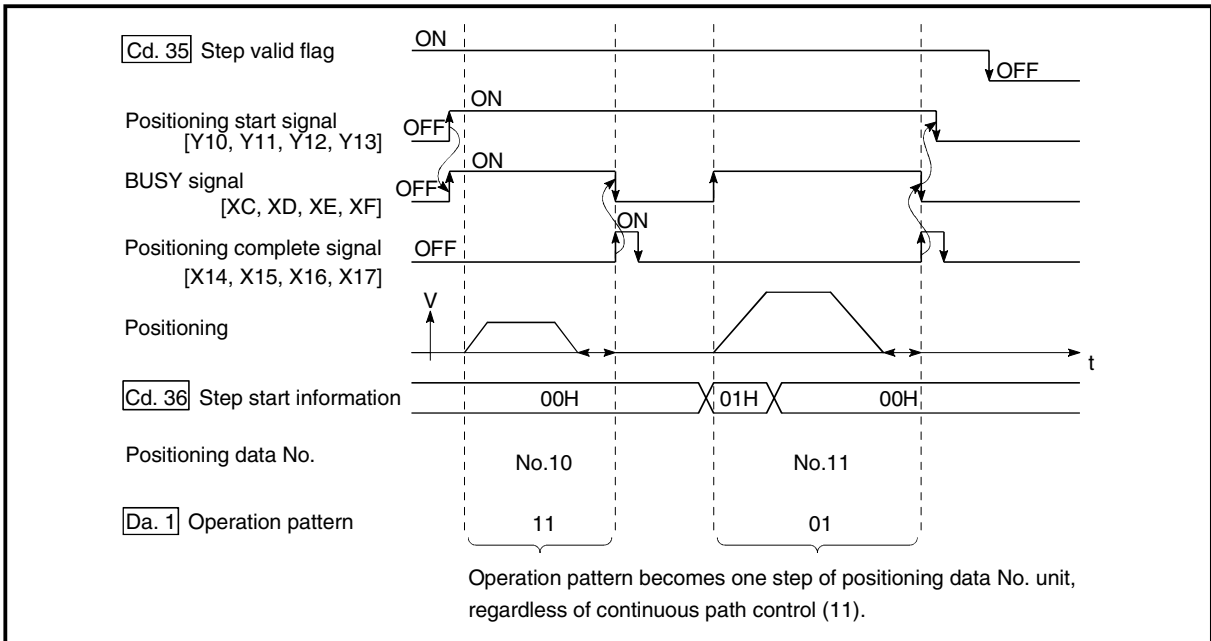 ON
Cd. 35 Step valid flag
OFF
ON
Positioning start signal
OFF
[Y10, Y11, Y12, Y13]
ON
BUSY signal
OFF
[XC, XD, XE, XF]
ON
Positioning complete signal
OFF
[X14, X15, X16, X17]
V
Positioning
t
Cd. 36 Step start information
00H 01H 00H
Positioning data No. No.10 No.11
Da. 1 Operation pattern 11 01
Operation pattern becomes one step of positioning data No. unit,
regardless of continuous path control (11).